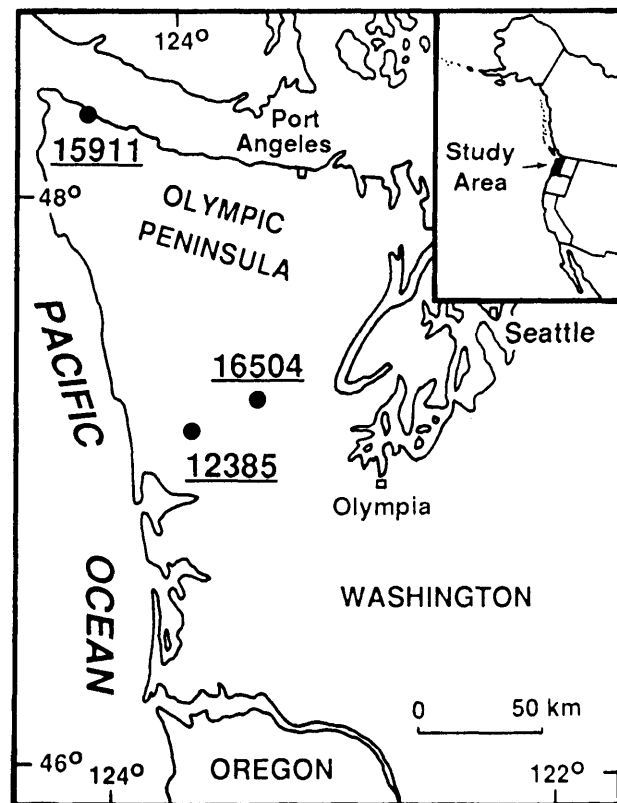 124°
Port
Angeles
15911
Study
Area
48°
OLYMPIC
PENINSULA
PACIFIC
OCEAN
Seattle
16504
12385
Olympia
WASHINGTON
0 50 km
46°
124°
OREGON
122°